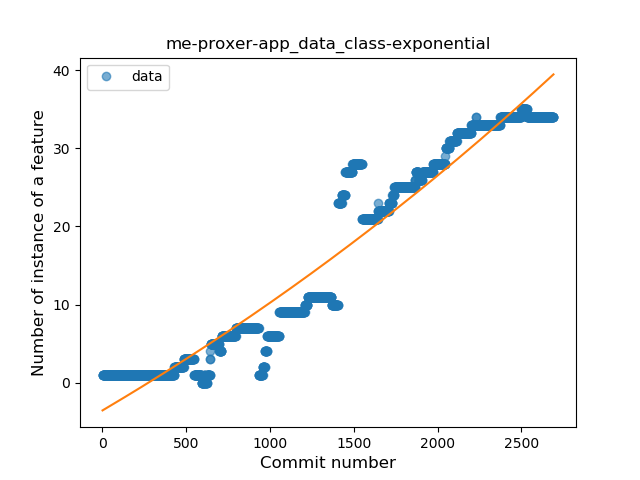 me-proxer-app_data_class-exponential
data
Number of instance of a feature
40
30
20
10
0
0 500 1000 1500 2000 2500
Commit number